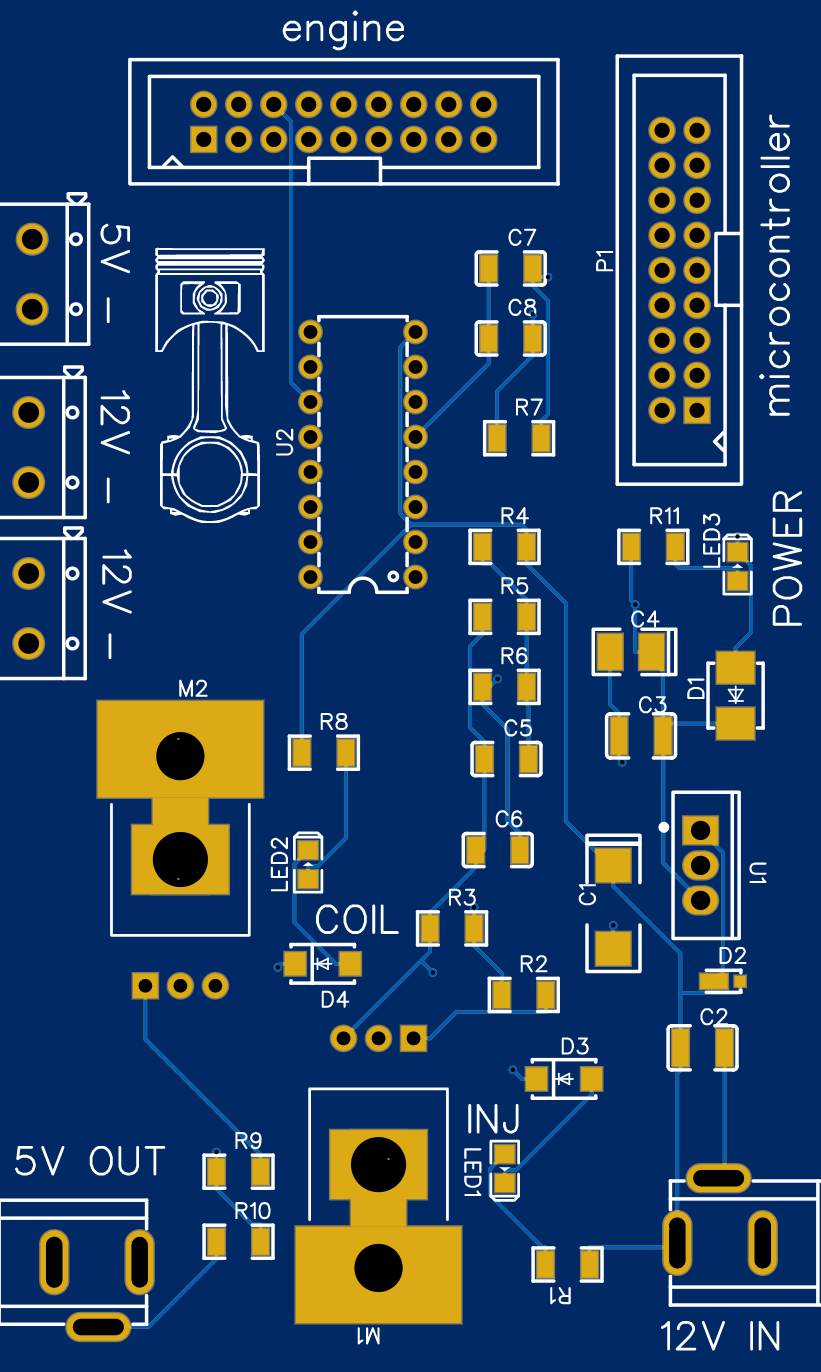 engine
microcontroller
P1
5V -
C7
C8
R7
12V -
U2
R4
R11
LED3
POWER
12V -
R5
C4
R6
D1
M2
R8
C3
C5
C6
LED2
C1
U1
COIL
R3
D2
D4
R2
C2
D3
INJ
5V OUT
R9
LED1
R10
R1
M1
12V IN